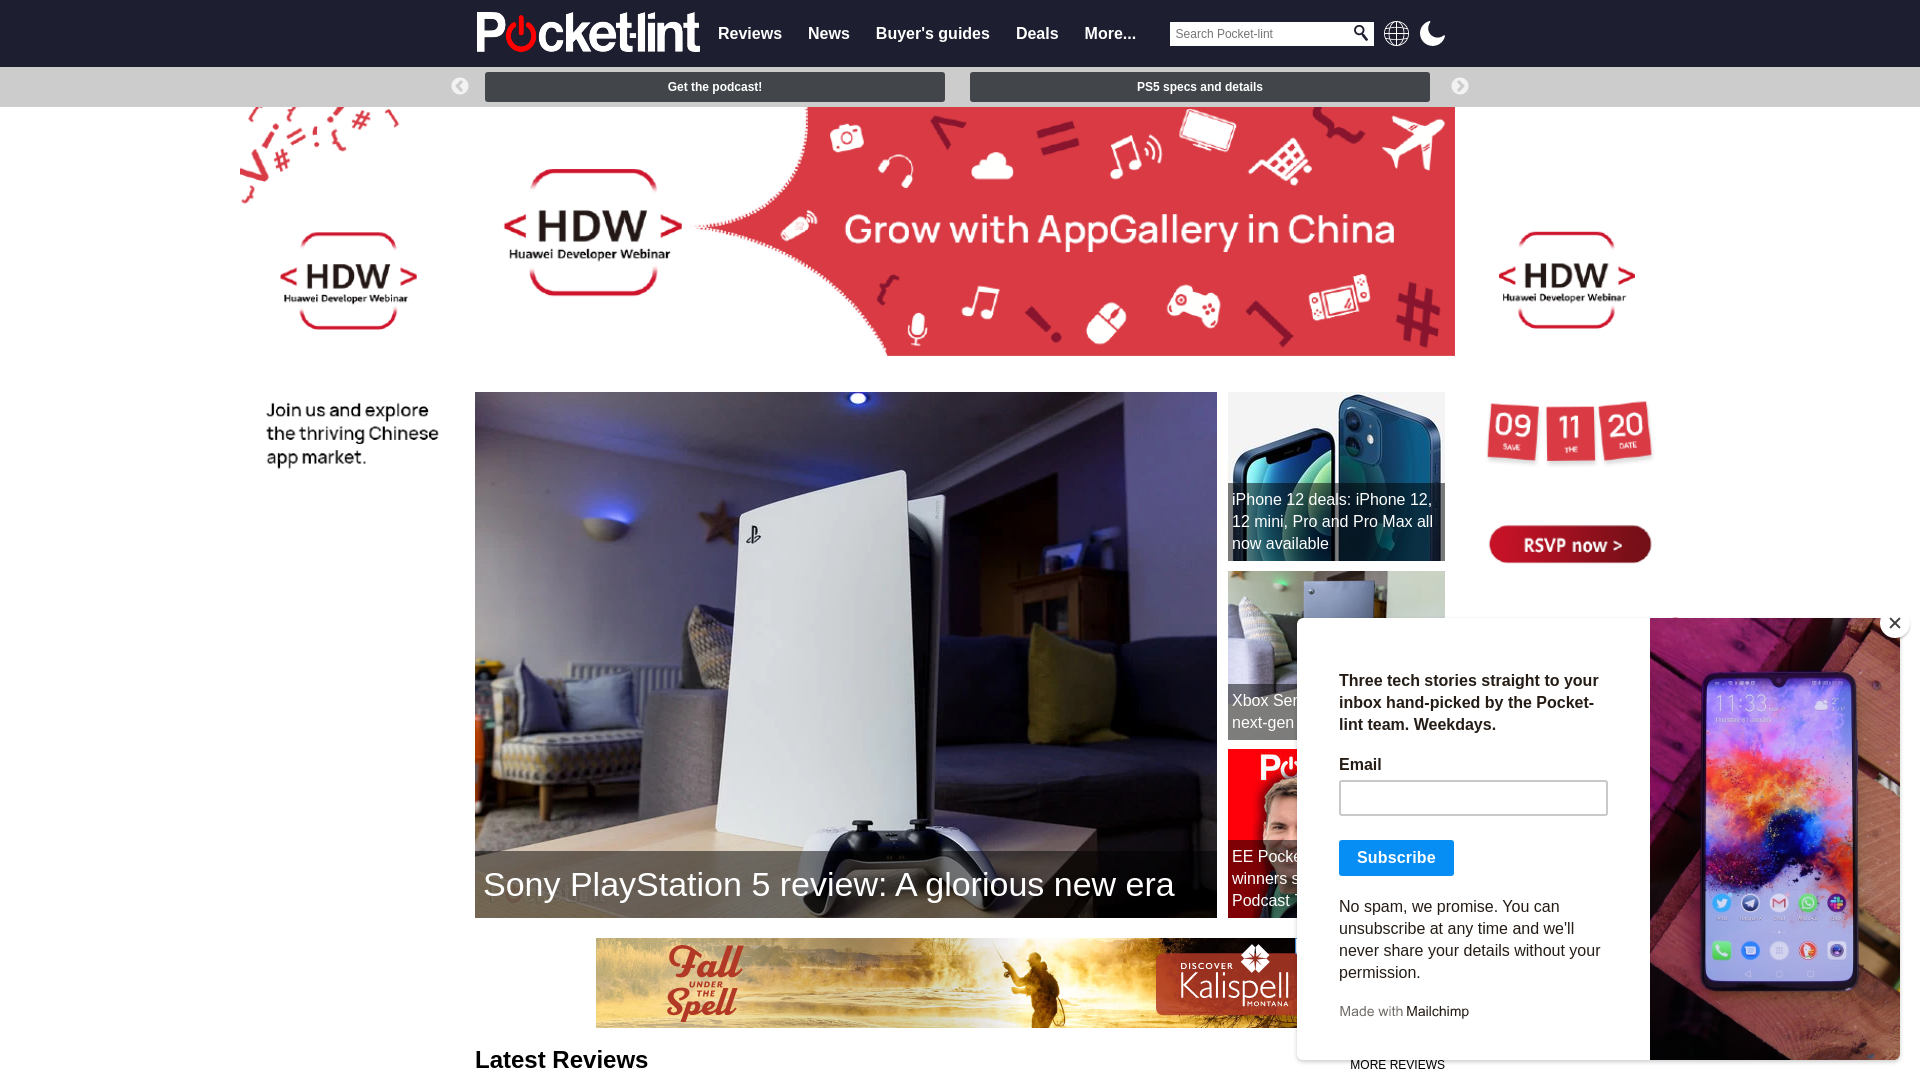 Pocket-lint
Reviews
News
Buyer's guides
Deals
More...
Search Pocket-lint
Get the podcast!
PS5 specs and details
<HDW>
Huawei Developer Webinar
Grow with AppGallery in China
<HDW>
Huawei Developer Webinar
<HDW>
Huawei Developer Webinar
Join us and explore
the thriving Chinese
app market.
09 11 20
SAVE THE DATE
RSVP now >
Sony PlayStation 5 review: A glorious new era
iPhone 12 deals: iPhone 12,
12 mini, Pro and Pro Max all
now available
Xbox Ser
next-gen
EE Pocke
winners s
Podcast
Three tech stories straight to your
inbox hand-picked by the Pocket-
lint team. Weekdays.
Email
Subscribe
No spam, we promise. You can
unsubscribe at any time and we'll
never share your details without your
permission.
Made with Mailchimp
11:33
Fall
UNDER
THE
Spell
DISCOVER
Kalispell
MONTANA
Latest Reviews
MORE REVIEWS